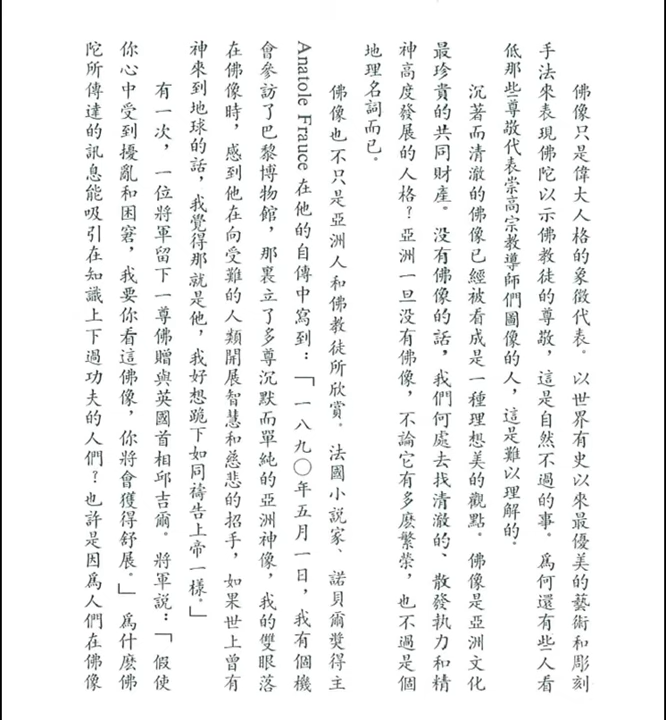 佛像只是偉大人格的象徵代表。以世界有史以來最優美的藝術和彫刻
手法來表現佛陀以示佛教徒的尊敬，這是自然不過的事。爲何還有些人看
低那些尊敬代表崇高宗教導師們圖像的人，這是難以理解的。
沉著而清澈的佛像已經被看成是一種理想美的觀點。佛像是亞洲文化
最珍貴的共同財產。没有佛像的話，我們何處去找清澈的、散發執力和精
神高度發展的人格？亞洲一旦没有佛像，不論它有多麼繁榮，也不過是個
地理名詞而已。
佛像也不只是亞洲人和佛教徒所欣賞。法國小説家、諾貝爾獎得主
Anatole Frauce 在他的自傳中寫到：「一八九〇年五月一日，我有個機
會參訪了巴黎博物館，那裏立了多尊沉默而單純的亞洲神像，我的雙眼落
在佛像時，感到他在向受難的人類開展智慧和慈悲的招手，如果世上曾有
神來到地球的話，我覺得那就是他，我好想跪下如同禱告上帝一樣。」
有一次，一位將軍留下一尊佛贈與英國首相邱吉爾。將軍説：「假使
你心中受到擾亂和困窘，我要你看這佛像，你將會獲得舒展。」爲什麽佛
陀所傳達的訊息能吸引在知識上下過功夫的人們？也許是因爲人們在佛像